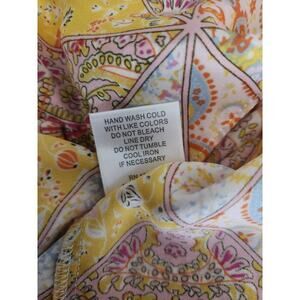 HAND WASH COLD
WITH LIKE COLORS
DO NOT BLEACH
LINE DRY
DO NOT TUMBLE
COOL IRON
IF NECESSARY